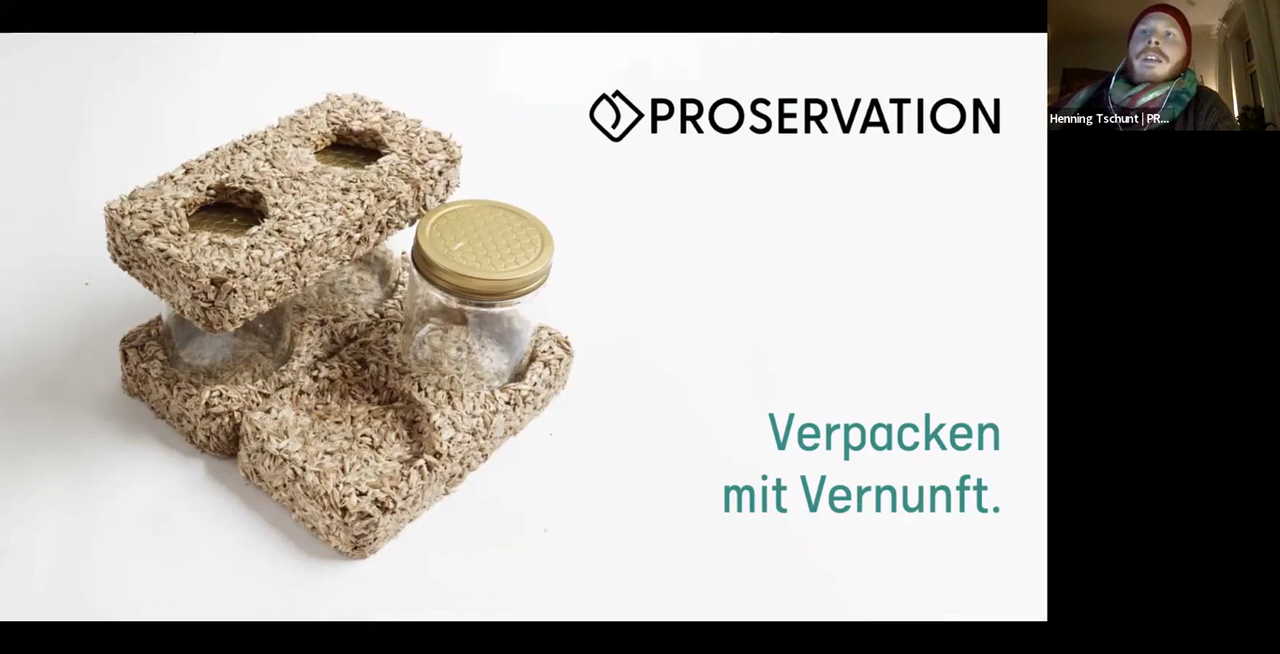 PROSERVATION
Henning Tschunt | PR...
Verpacken
mit Vernunft.